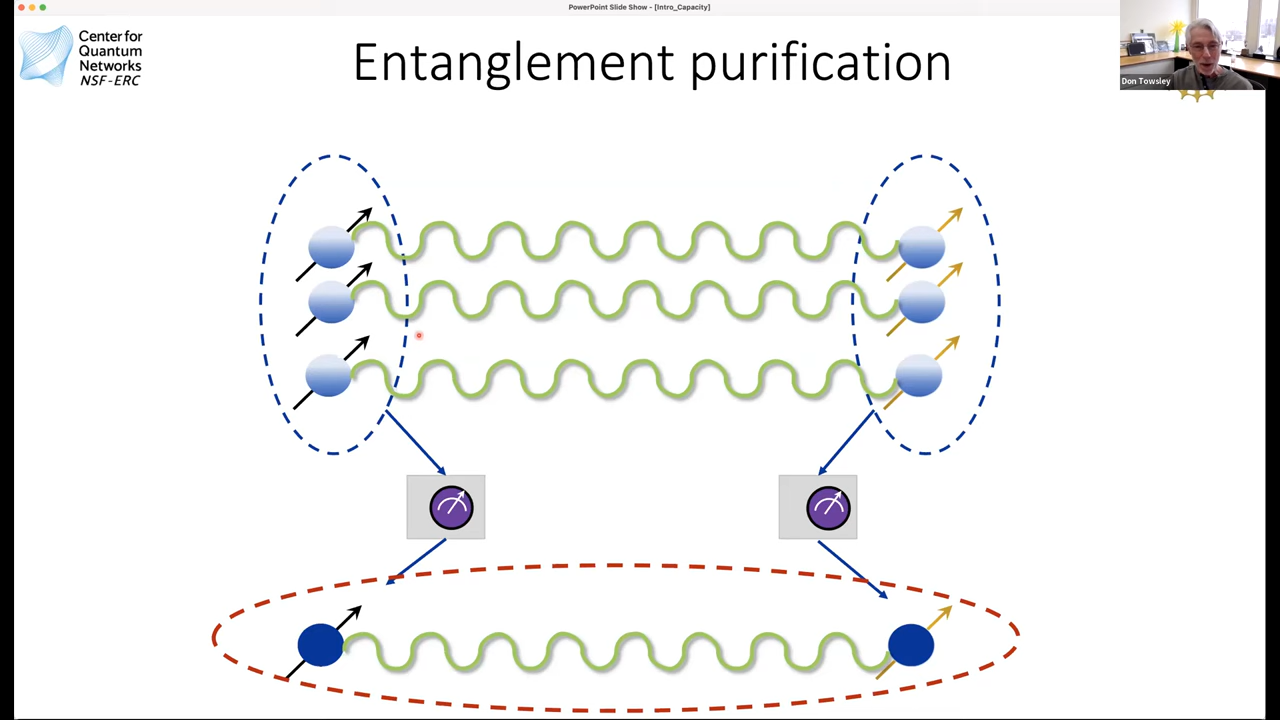 PowerPoint Slide Show - [Intro_Capacity]
Center for
Quantum
Networks
NSF-ERC
Entanglement purification
Don Towsley